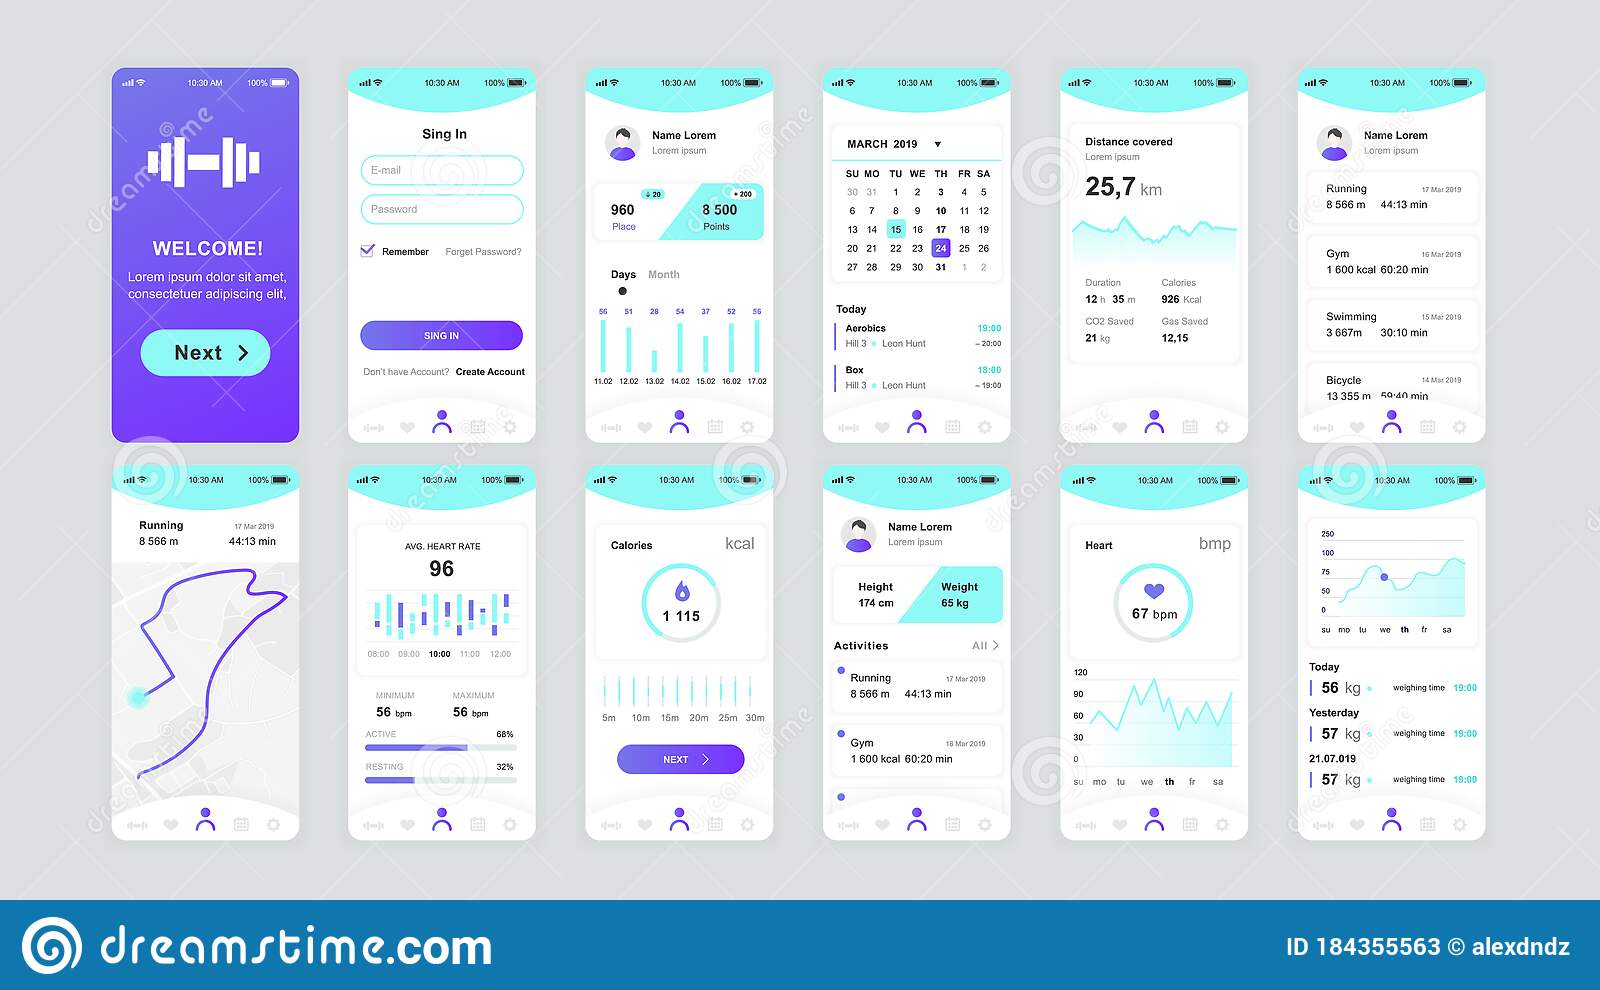 10:30 AM 100%
WELCOME!
Lorem ipsum dolor sit amet,
consectetuer adipiscing elit,
Next
10:30 AM 100%
Sing In
E-mail
Password
Remember Forget Password?
SING IN
Don't have Account? Create Account
10:30 AM 100%
Name Lorem
Lorem ipsum
20 • 200
960 8 500
Place Points
Days Month
56 51 28 54 37 52 56
11.02 12.02 13.02 14.02 15.02 16.02 17.02
10:30 AM 100%
MARCH 2019
SU MO TU WE TH FR SA
30 31 1 2 3 4 5
6 7 8 9 10 11 12
13 14 15 16 17 18 19
20 21 22 23 24 25 26
27 28 29 30 31 1 2
Today
Aerobics 19:00
Hill 3 Leon Hunt – 20:00
Box 18:00
Hill 3 Leon Hunt – 19:00
10:30 AM 100%
Distance covered
Lorem ipsum
25,7 km
Duration Calories
12 h 35 m 926 Kcal
CO2 Saved Gas Saved
21 kg 12,15
10:30 AM 100%
Name Lorem
Lorem ipsum
Running 17 Mar 2019
8 566 m 44:13 min
Gym 16 Mar 2019
1 600 kcal 60:20 min
Swimming 15 Mar 2019
3 667m 30:10 min
Bicycle 14 Mar 2019
13 355 m 59:40 min
10:30 AM 100%
Running 17 Mar 2019
8 566 m 44:13 min
10:30 AM 100%
AVG. HEART RATE
96
08:00 09:00 10:00 11:00 12:00
MINIMUM MAXIMUM
56 bpm 56 bpm
ACTIVE 68%
RESTING 32%
10:30 AM 100%
Calories kcal
1 115
5m 10m 15m 20m 25m 30m
NEXT
10:30 AM 100%
Name Lorem
Lorem ipsum
Height Weight
174 cm 65 kg
Activities All
Running 17 Mar 2019
8 566 m 44:13 min
Gym 16 Mar 2019
1 600 kcal 60:20 min
10:30 AM 100%
Heart bmp
67 bpm
120
90
60
30
0
su mo tu we th fr sa
10:30 AM 100%
250
100
75
50
0
su mo tu we th fr sa
Today
56 kg weighing time 19:00
Yesterday
57 kg weighing time 19:00
21.07.019
57 kg weighing time 19:00
dreamstime.com
ID 184355563 © alexdndz